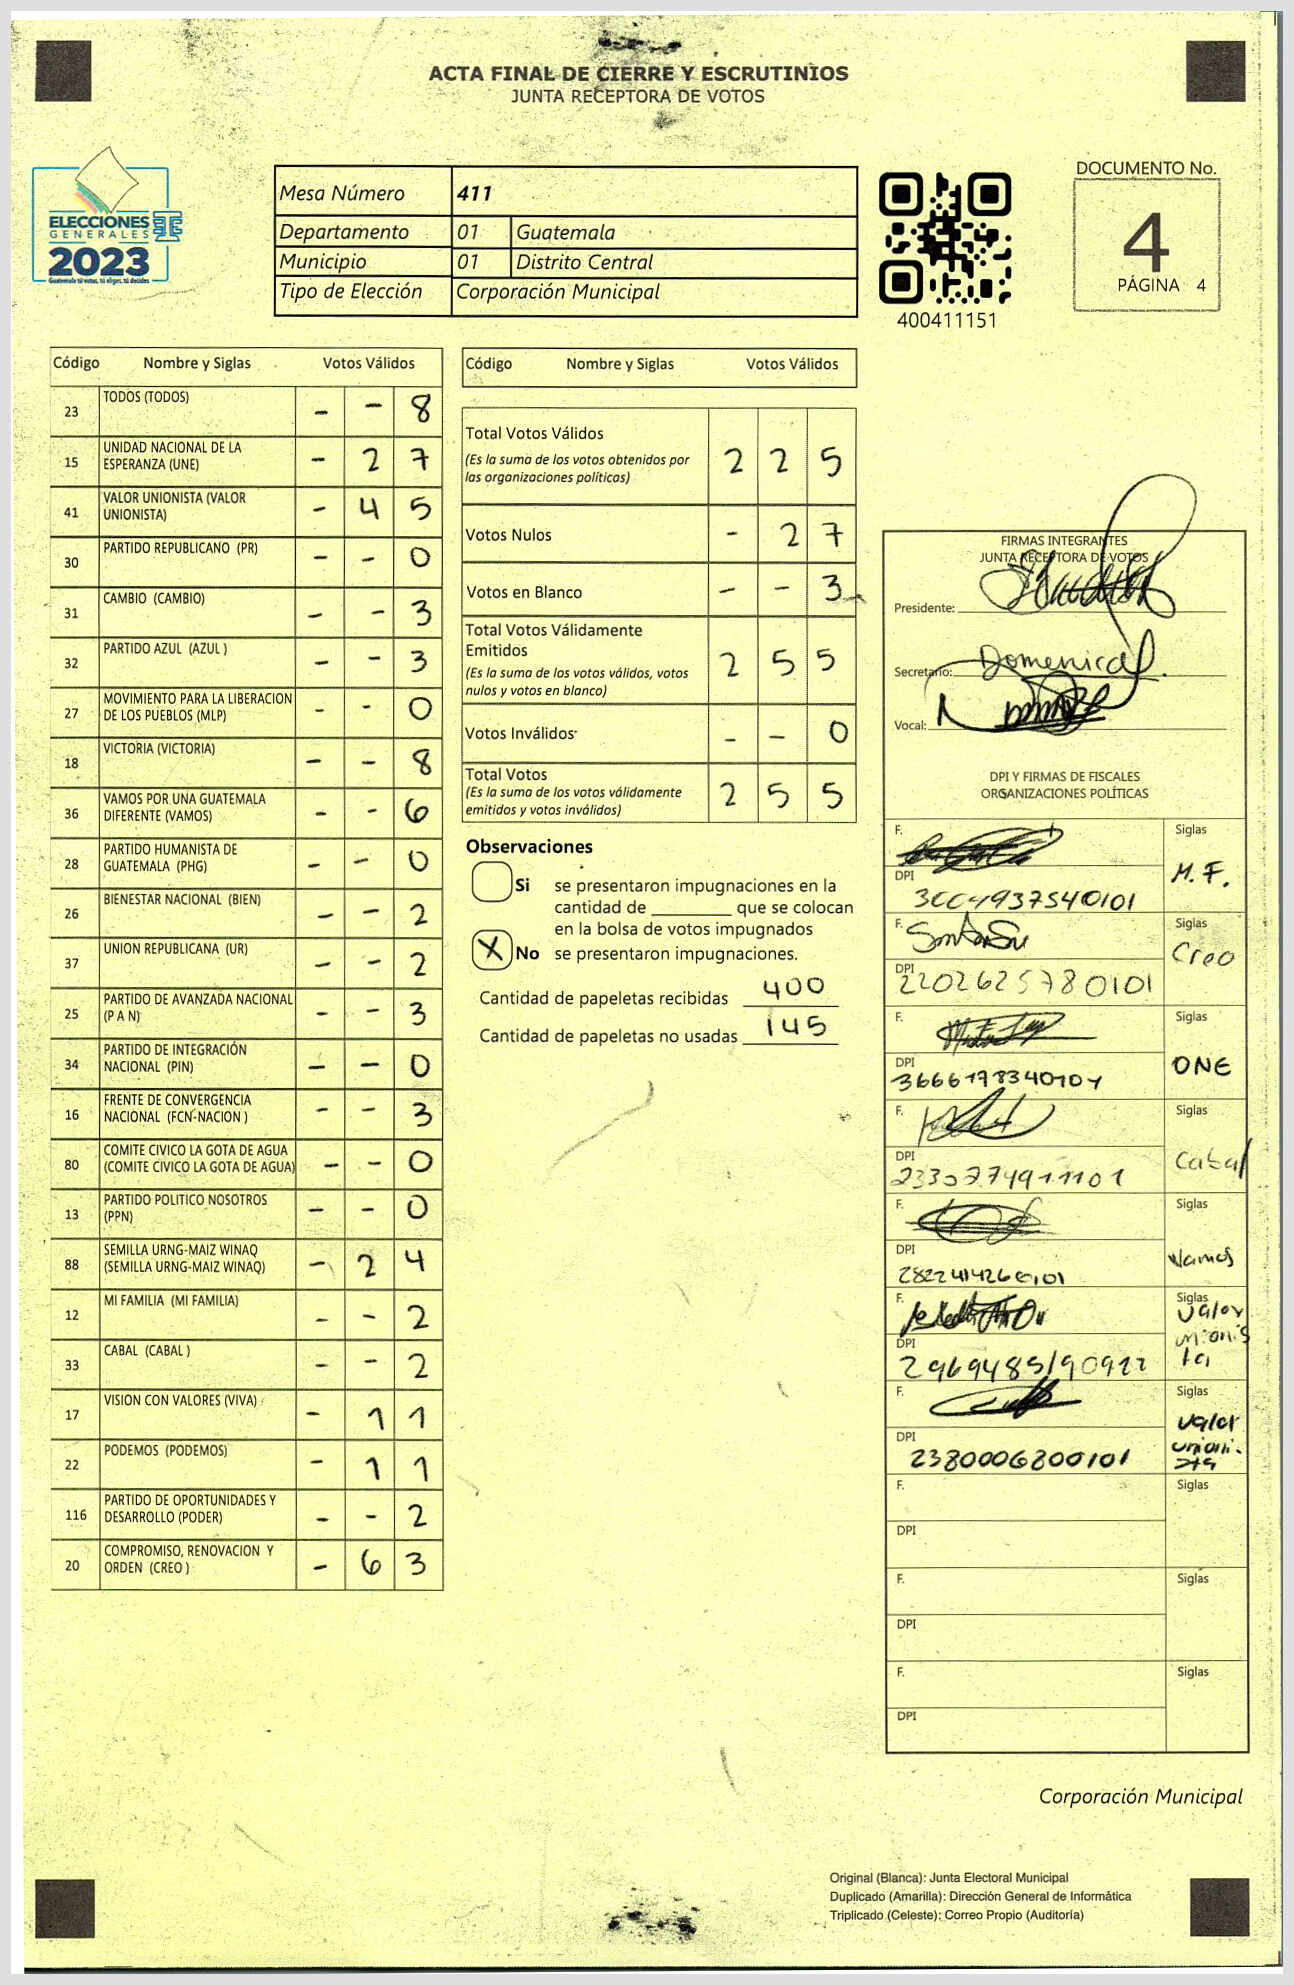 ACTA FINAL DE CIERRE Y ESCRUTINIOS
JUNTA RECEPTORA DE VOTOS
ELECCIONES
GENERALES
2023
Guatemala tú votas, tú eliges, tú decides
Mesa Número 411
Departamento 01 Guatemala
Municipio 01 Distrito Central
Tipo de Elección Corporación Municipal
400411151
DOCUMENTO No.
4
PÁGINA 4
Código Nombre y Siglas Votos Válidos
23 TODOS (TODOS) - - 8
15 UNIDAD NACIONAL DE LA ESPERANZA (UNE) - 2 7
41 VALOR UNIONISTA (VALOR UNIONISTA) - 4 5
30 PARTIDO REPUBLICANO (PR) - - 0
31 CAMBIO (CAMBIO) - - 3
32 PARTIDO AZUL (AZUL ) - - 3
27 MOVIMIENTO PARA LA LIBERACION DE LOS PUEBLOS (MLP) - - 0
18 VICTORIA (VICTORIA) - - 8
36 VAMOS POR UNA GUATEMALA DIFERENTE (VAMOS) - - 6
28 PARTIDO HUMANISTA DE GUATEMALA (PHG) - - 0
26 BIENESTAR NACIONAL (BIEN) - - 2
37 UNION REPUBLICANA (UR) - - 2
25 PARTIDO DE AVANZADA NACIONAL (P A N) - - 3
34 PARTIDO DE INTEGRACIÓN NACIONAL (PIN) - - 0
16 FRENTE DE CONVERGENCIA NACIONAL (FCN-NACION ) - - 3
80 COMITE CIVICO LA GOTA DE AGUA (COMITE CIVICO LA GOTA DE AGUA) - - 0
13 PARTIDO POLITICO NOSOTROS (PPN) - - 0
88 SEMILLA URNG-MAIZ WINAQ (SEMILLA URNG-MAIZ WINAQ) - 2 4
12 MI FAMILIA (MI FAMILIA) - - 2
33 CABAL (CABAL ) - - 2
17 VISION CON VALORES (VIVA) - 1 1
22 PODEMOS (PODEMOS) - 1 1
116 PARTIDO DE OPORTUNIDADES Y DESARROLLO (PODER) - - 2
20 COMPROMISO, RENOVACION Y ORDEN (CREO ) - 6 3
Código Nombre y Siglas Votos Válidos
Total Votos Válidos 2 2 5
(Es la suma de los votos obtenidos por
las organizaciones políticas)
Votos Nulos - 2 7
Votos en Blanco - - 3
Total Votos Válidamente
Emitidos 2 5 5
(Es la suma de los votos válidos, votos
nulos y votos en blanco)
Votos Inválidos - - 0
Total Votos 2 5 5
(Es la suma de los votos válidamente
emitidos y votos inválidos)
Observaciones
Si se presentaron impugnaciones en la
cantidad de ________ que se colocan
en la bolsa de votos impugnados
X No se presentaron impugnaciones.
Cantidad de papeletas recibidas 400
Cantidad de papeletas no usadas 145
FIRMAS INTEGRANTES
JUNTA RECEPTORA DE VOTOS
Presidente:
Secretario:
Vocal:
DPI Y FIRMAS DE FISCALES
ORGANIZACIONES POLÍTICAS
F. Siglas
DPI M.F.
F. Siglas
DPI 2202625780101 Creo
F. Siglas
DPI ONE
F. Siglas
DPI Cabal
F. Siglas
DPI Vamos
F. Siglas
DPI Valor unionista
F. Siglas
DPI 2380006800101 Valor unionista
F. Siglas
DPI
F. Siglas
DPI
F. Siglas
DPI
Corporación Municipal
Original (Blanca): Junta Electoral Municipal
Duplicado (Amarilla): Dirección General de Informática
Triplicado (Celeste): Correo Propio (Auditoría)